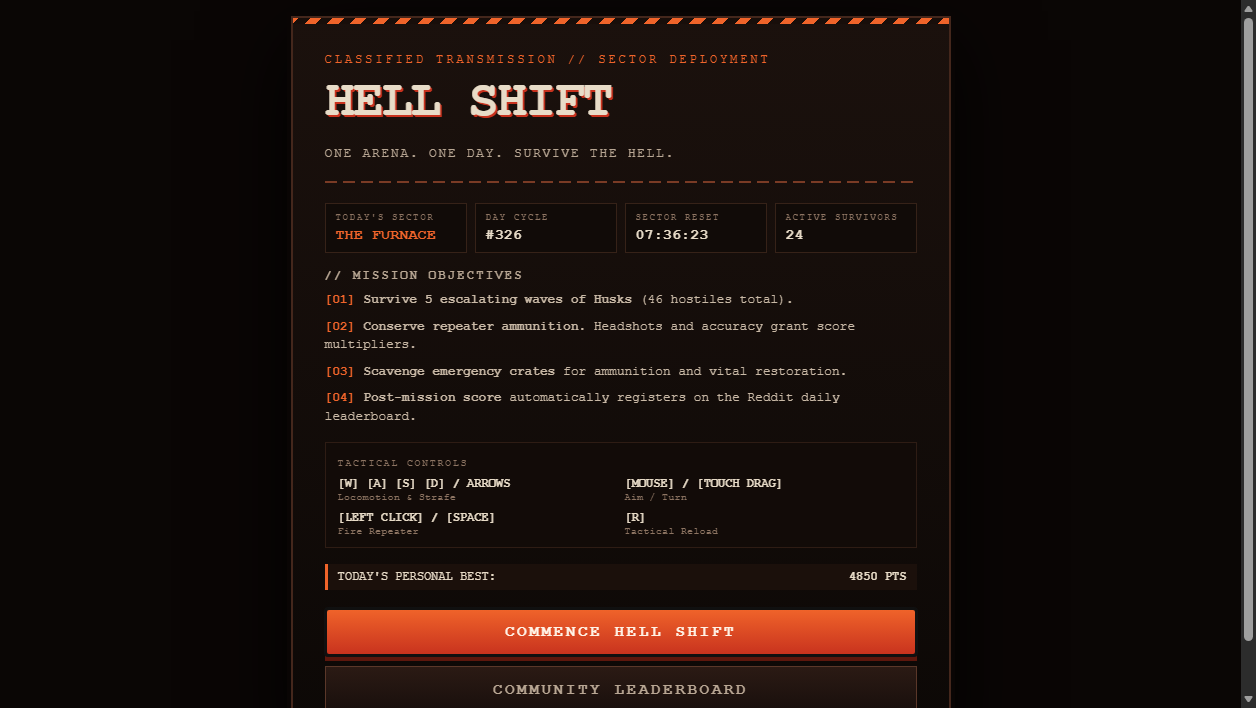 CLASSIFIED TRANSMISSION // SECTOR DEPLOYMENT
HELL SHIFT
ONE ARENA. ONE DAY. SURVIVE THE HELL.
TODAY'S SECTOR
THE FURNACE
DAY CYCLE
#326
SECTOR RESET
07:36:23
ACTIVE SURVIVORS
24
// MISSION OBJECTIVES
[01] Survive 5 escalating waves of Husks (46 hostiles total).
[02] Conserve repeater ammunition. Headshots and accuracy grant score
multipliers.
[03] Scavenge emergency crates for ammunition and vital restoration.
[04] Post-mission score automatically registers on the Reddit daily
leaderboard.
TACTICAL CONTROLS
[W] [A] [S] [D] / ARROWS
Locomotion & Strafe
[MOUSE] / [TOUCH DRAG]
Aim / Turn
[LEFT CLICK] / [SPACE]
Fire Repeater
[R]
Tactical Reload
TODAY'S PERSONAL BEST:
4850 PTS
COMMENCE HELL SHIFT
COMMUNITY LEADERBOARD